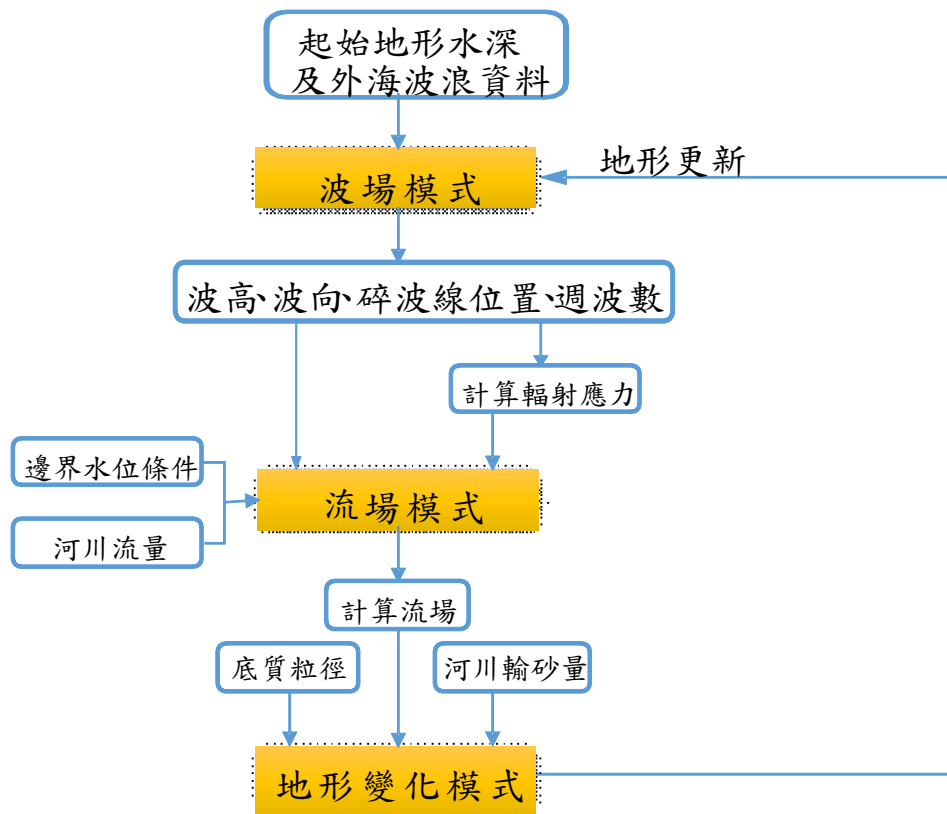 起始地形水深
及外海波浪資料
地形更新
波場模式
波高、波向、碎波線位置、週波數
計算輻射應力
邊界水位條件
流場模式
河川流量
計算流場
底質粒徑
河川輸砂量
地形變化模式